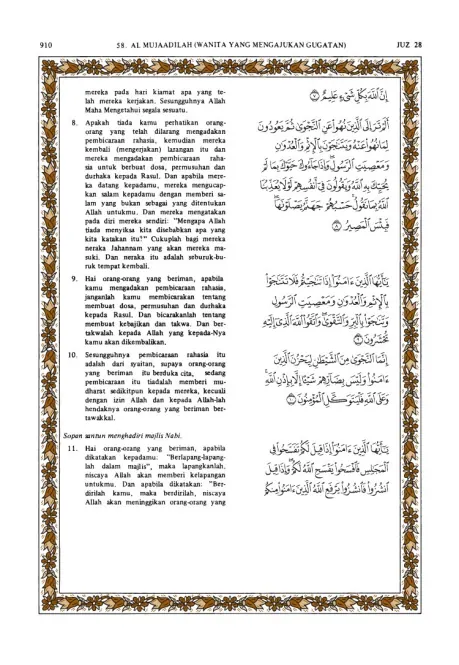 910 58. AL MUJAADILAH (WANITA YANG MENGAJUKAN GUGATAN) JUZ 28
mereka pada hari kiamat apa yang te-
lah mereka kerjakan. Sesungguhnya Allah
Maha Mengetahui segala sesuatu.
8. Apakah tiada kamu perhatikan orang-
orang yang telah dilarang mengadakan
pembicaraan rahasia, kemudian mereka
kembali (mengerjakan) larangan itu dan
mereka mengadakan pembicaraan raha-
sia untuk berbuat dosa, permusuhan dan
durhaka kepada Rasul. Dan apabila mere-
ka datang kepadamu, mereka mengucap-
kan salam kepadamu dengan memberi sa-
lam yang bukan sebagai yang ditentukan
Allah untukmu. Dan mereka mengatakan
pada diri mereka sendiri: "Mengapa Allah
tiada menyiksa kita disebabkan apa yang
kita katakan itu?" Cukuplah bagi mereka
neraka Jahannam yang akan mereka ma-
suki. Dan neraka itu adalah seburuk-bu-
ruk tempat kembali.
9. Hai orang-orang yang beriman, apabila
kamu mengadakan pembicaraan rahasia,
janganlah kamu membicarakan tentang
membuat dosa, permusuhan dan durhaka
kepada Rasul. Dan bicarakanlah tentang
membuat kebajikan dan takwa. Dan ber-
takwalah kepada Allah yang kepada-Nya
kamu akan dikembalikan,
10. Sesungguhnya pembicaraan rahasia itu
adalah dari syaitan, supaya orang-orang
yang beriman itu berduka cita, sedang
pembicaraan itu tiadalah memberi mu-
dharat sedikitpun kepada mereka, kecuali
dengan izin Allah dan kepada Allah-lah
hendaknya orang-orang yang beriman ber-
tawakkal.
Sopan santun menghadiri majlis Nabi.
11. Hai orang-orang yang beriman, apabila
dikatakan kepadamu: "Berlapang-lapang-
lah dalam majlis", maka lapangkanlah,
niscaya Allah akan memberi kelapangan
untukmu. Dan apabila dikatakan: "Ber-
dirilah kamu, maka berdirilah, niscaya
Allah akan meninggikan orang-orang yang
إِنَّ اللَّهَ بِكُلِّ شَيْءٍ عَلِيمٌ ۝٧
أَلَمْ تَرَ إِلَى الَّذِينَ نُهُوا عَنِ النَّجْوَىٰ ثُمَّ يَعُودُونَ
لِمَا نُهُوا عَنْهُ وَيَتَنَاجَوْنَ بِالْإِثْمِ وَالْعُدْوَانِ
وَمَعْصِيَتِ الرَّسُولِ وَإِذَا جَاءُوكَ حَيَّوْكَ بِمَا لَمْ
يُحَيِّكَ بِهِ اللَّهُ وَيَقُولُونَ فِي أَنْفُسِهِمْ لَوْلَا يُعَذِّبُنَا
اللَّهُ بِمَا نَقُولُ حَسْبُهُمْ جَهَنَّمُ يَصْلَوْنَهَا
فَبِئْسَ الْمَصِيرُ ۝٨
يَا أَيُّهَا الَّذِينَ ءَامَنُوا إِذَا تَنَاجَيْتُمْ فَلَا تَتَنَاجَوْا
بِالْإِثْمِ وَالْعُدْوَانِ وَمَعْصِيَتِ الرَّسُولِ
وَتَنَاجَوْا بِالْبِرِّ وَالتَّقْوَىٰ وَاتَّقُوا اللَّهَ الَّذِي إِلَيْهِ
تُحْشَرُونَ ۝٩
إِنَّمَا النَّجْوَىٰ مِنَ الشَّيْطَانِ لِيَحْزُنَ الَّذِينَ
ءَامَنُوا وَلَيْسَ بِضَارِّهِمْ شَيْئًا إِلَّا بِإِذْنِ اللَّهِ
وَعَلَى اللَّهِ فَلْيَتَوَكَّلِ الْمُؤْمِنُونَ ۝١٠
يَا أَيُّهَا الَّذِينَ ءَامَنُوا إِذَا قِيلَ لَكُمْ تَفَسَّحُوا فِي
الْمَجَالِسِ فَافْسَحُوا يَفْسَحِ اللَّهُ لَكُمْ وَإِذَا قِيلَ
انْشُزُوا فَانْشُزُوا يَرْفَعِ اللَّهُ الَّذِينَ ءَامَنُوا مِنْكُمْ